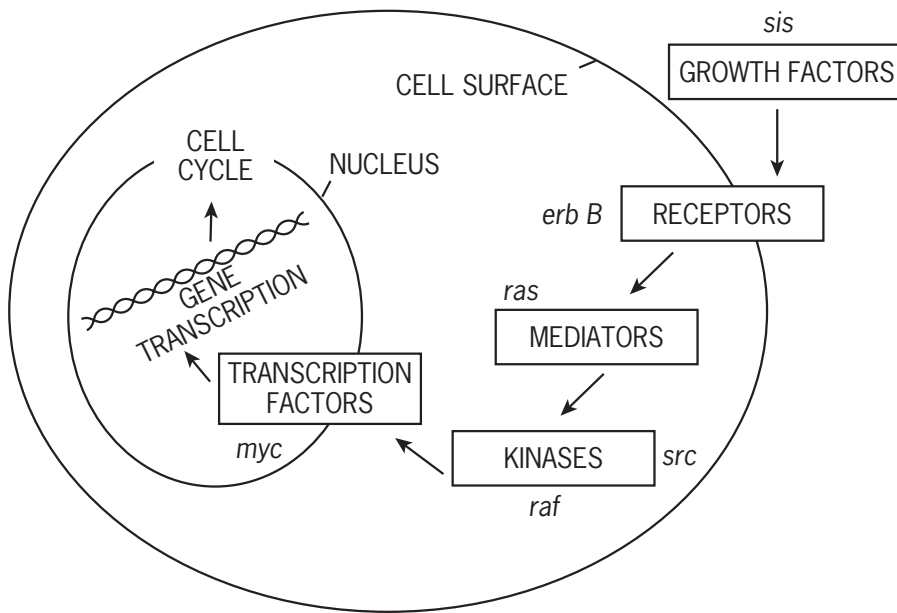 sis
GROWTH FACTORS
CELL SURFACE
CELL
CYCLE
NUCLEUS
erb B
RECEPTORS
GENE
TRANSCRIPTION
ras
MEDIATORS
TRANSCRIPTION
FACTORS
myc
KINASES
src
raf